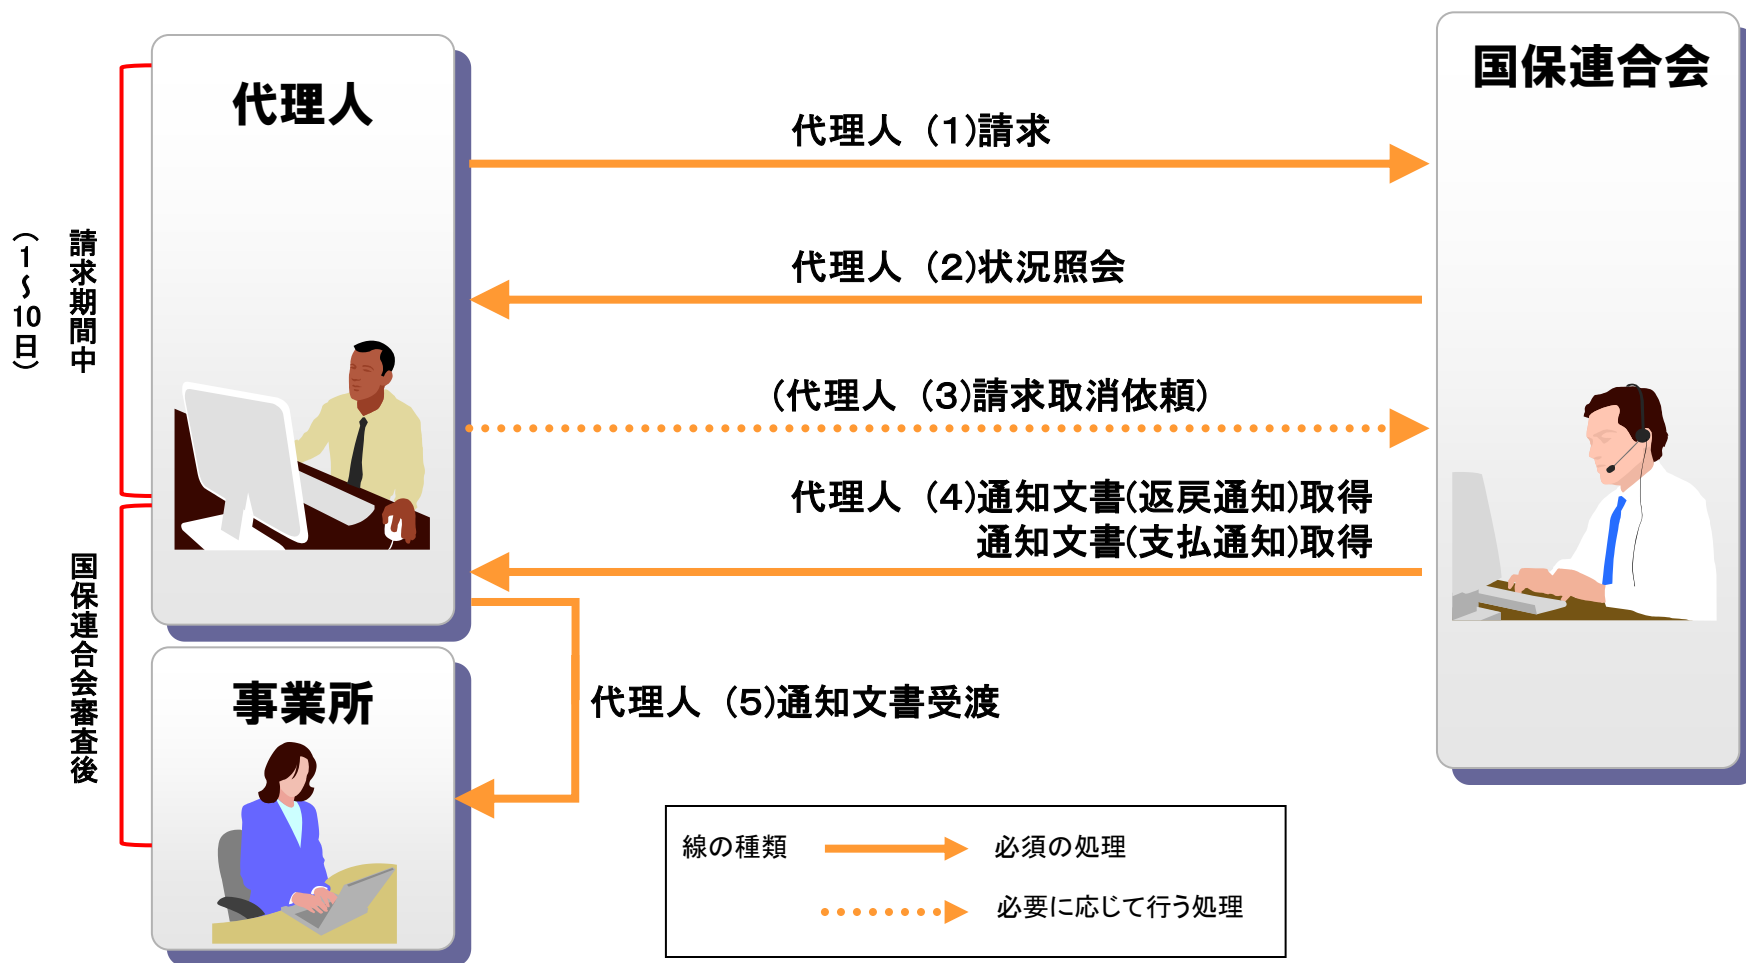 代理人
国保連合会
代理人 (1)請求
代理人 (2)状況照会
(代理人 (3)請求取消依頼)
代理人 (4)通知文書(返戻通知)取得
通知文書(支払通知)取得
請求期間中
(1～10日)
国保連合会審査後
事業所
代理人 (5)通知文書受渡
線の種類
必須の処理
必要に応じて行う処理